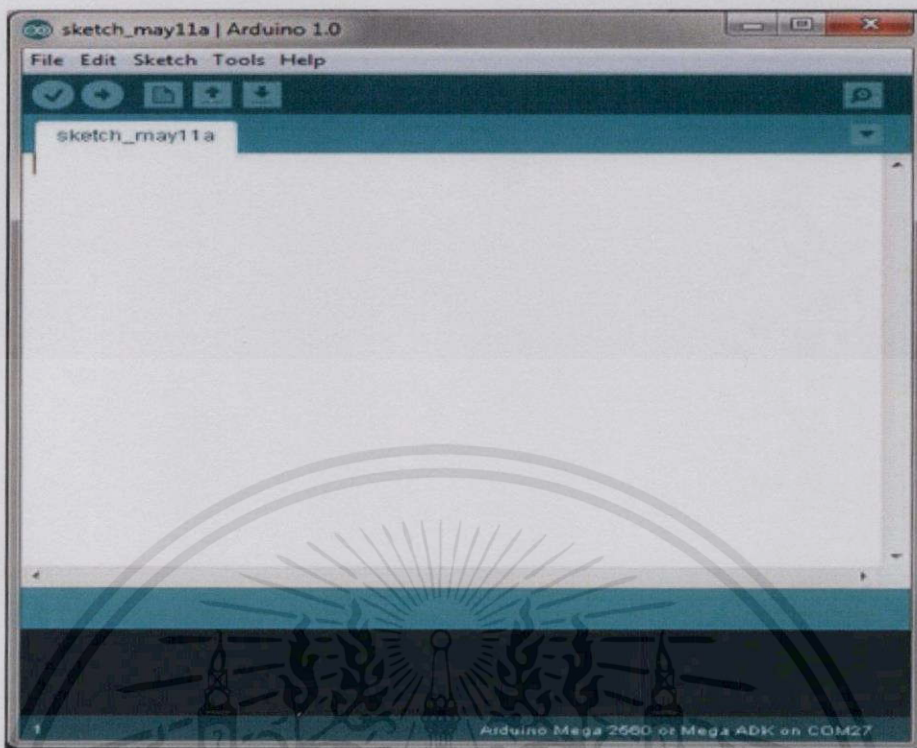 sketch_may11a | Arduino 1.0
File Edit Sketch Tools Help
sketch_may11a
1
Arduino Mega 2560 or Mega ADK on COM27